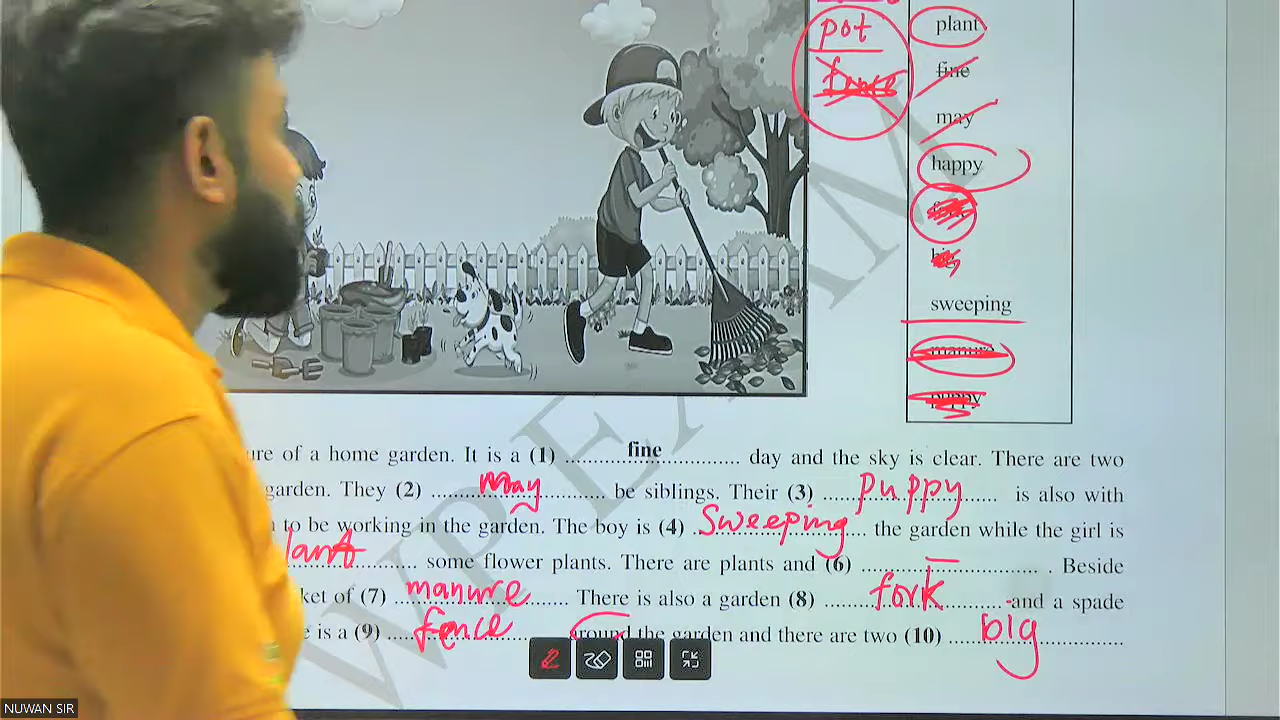 pot
plant
fine
may
happy
sweeping
manure
puppy
WPEXAM
ure of a home garden. It is a (1) fine day and the sky is clear. There are two
garden. They (2) may be siblings. Their (3) puppy is also with
to be working in the garden. The boy is (4) sweeping the garden while the girl is
lant some flower plants. There are plants and (6) . Beside
ket of (7) manure There is also a garden (8) fork and a spade
e is a (9) fence around the garden and there are two (10) big
NUWAN SIR